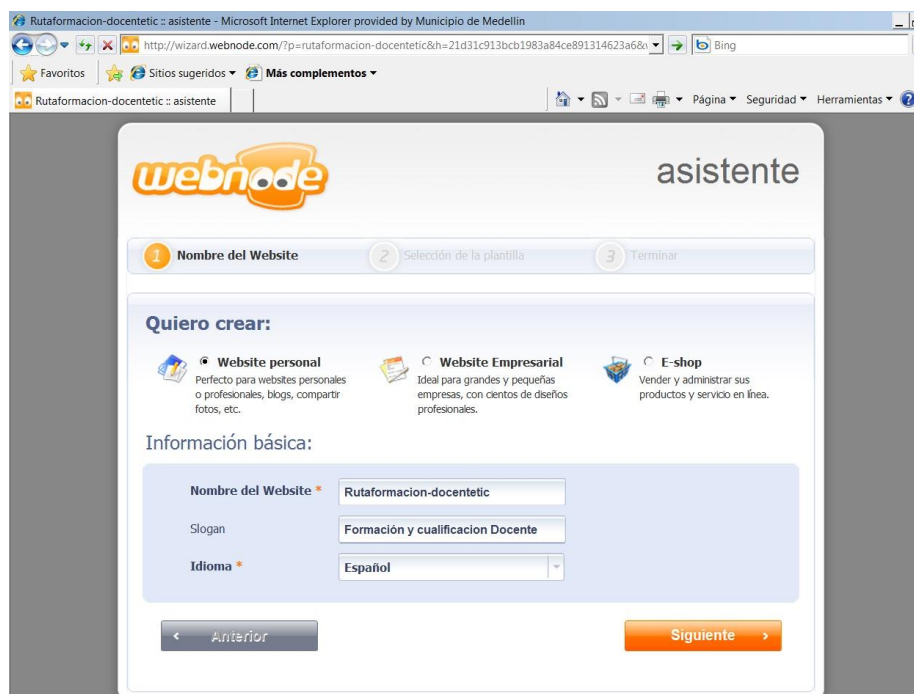 Rutaformacion-docentetic :: asistente - Microsoft Internet Explorer provided by Municipio de Medellin
http://wizard.webnode.com/?p=rutaformacion-docentetic&h=21d31c913bcb1983a84ce891314623a6&
Bing
Favoritos Sitios sugeridos Más complementos
Rutaformacion-docentetic :: asistente Página Seguridad Herramientas
webnode
asistente
1 Nombre del Website 2 Selección de la plantilla 3 Terminar
Quiero crear:
Website personal
Perfecto para websites personales
o profesionales, blogs, compartir
fotos, etc.
Website Empresarial
Ideal para grandes y pequeñas
empresas, con cientos de diseños
profesionales.
E-shop
Vender y administrar sus
productos y servicio en línea.
Información básica:
Nombre del Website * Rutaformacion-docentetic
Slogan Formación y cualificacion Docente
Idioma * Español
Anterior Siguiente